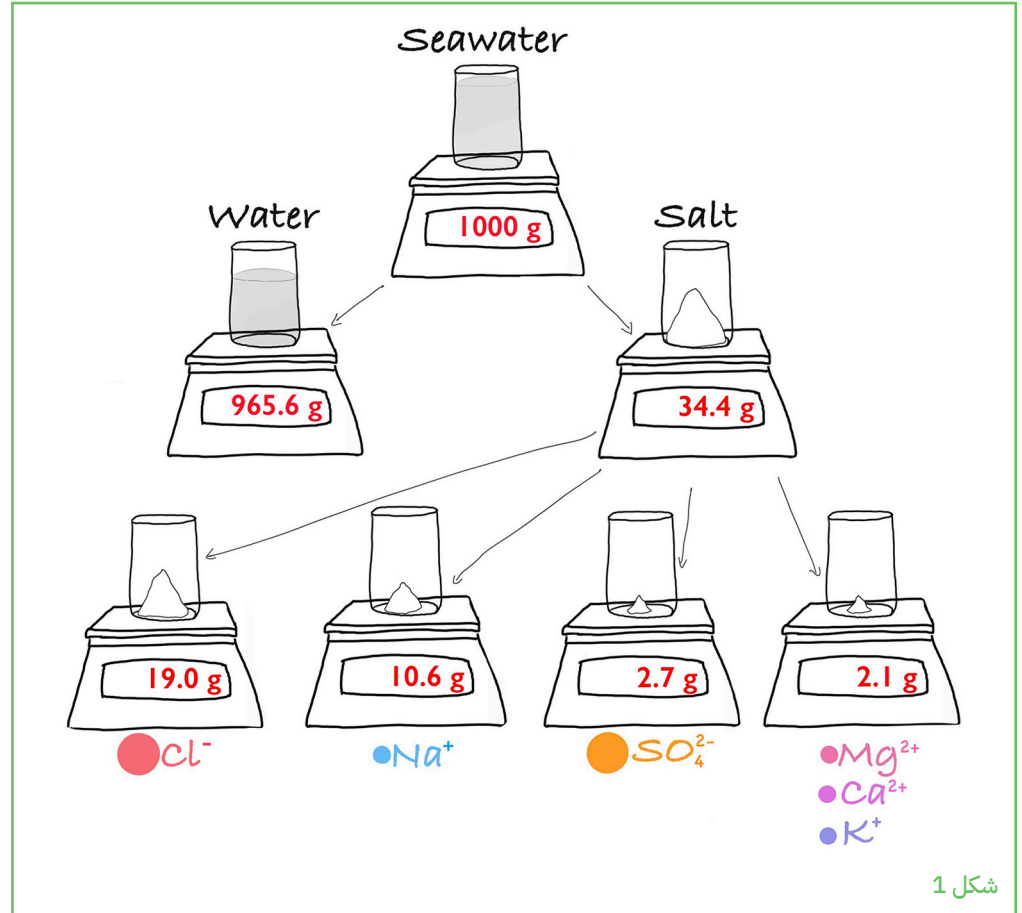 Seawater
1000 g
Water
Salt
965.6 g
34.4 g
19.0 g
10.6 g
2.7 g
2.1 g
Cl⁻
Na⁺
SO₄²⁻
Mg²⁺
Ca²⁺
K⁺
شكل 1